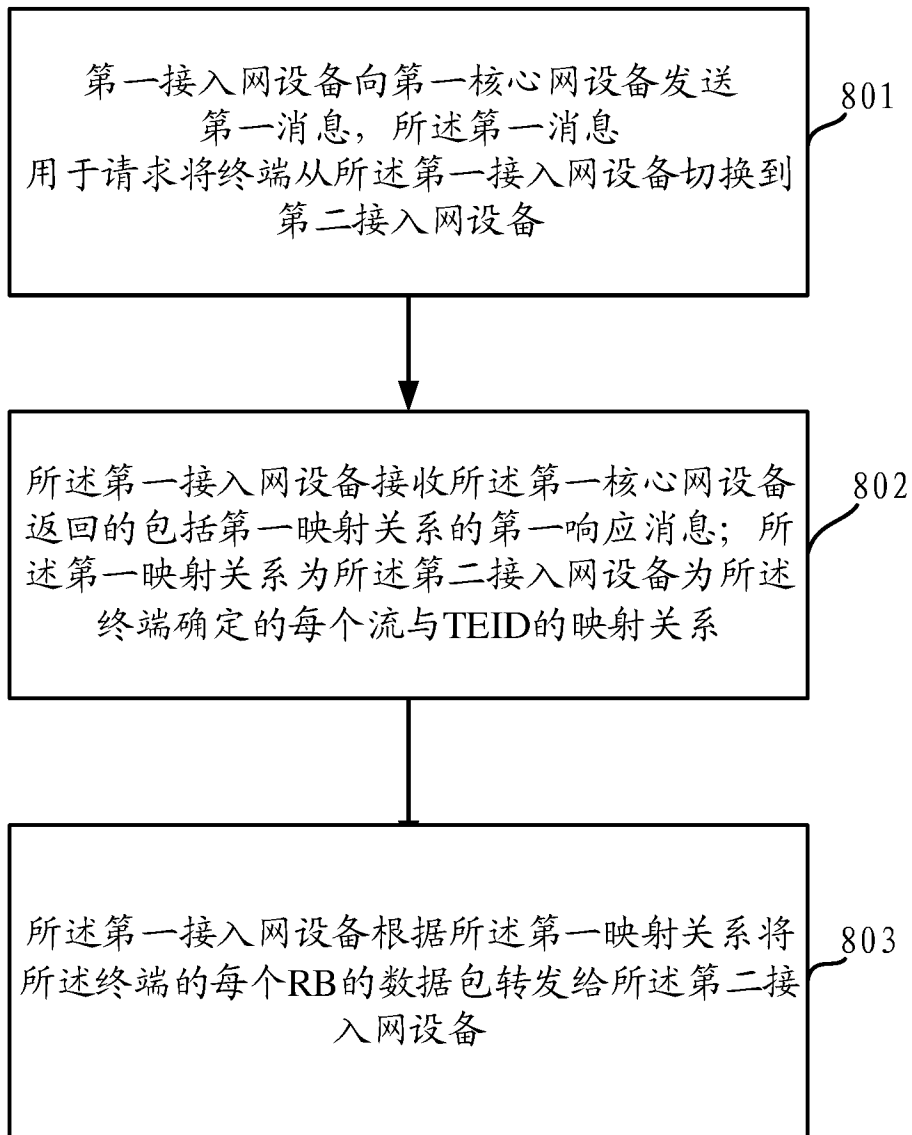 第一接入网设备向第一核心网设备发送
第一消息，所述第一消息
用于请求将终端从所述第一接入网设备切换到
第二接入网设备
801
所述第一接入网设备接收所述第一核心网设备
返回的包括第一映射关系的第一响应消息；所
述第一映射关系为所述第二接入网设备为所述
终端确定的每个流与TEID的映射关系
802
所述第一接入网设备根据所述第一映射关系将
所述终端的每个RB的数据包转发给所述第二接
入网设备
803